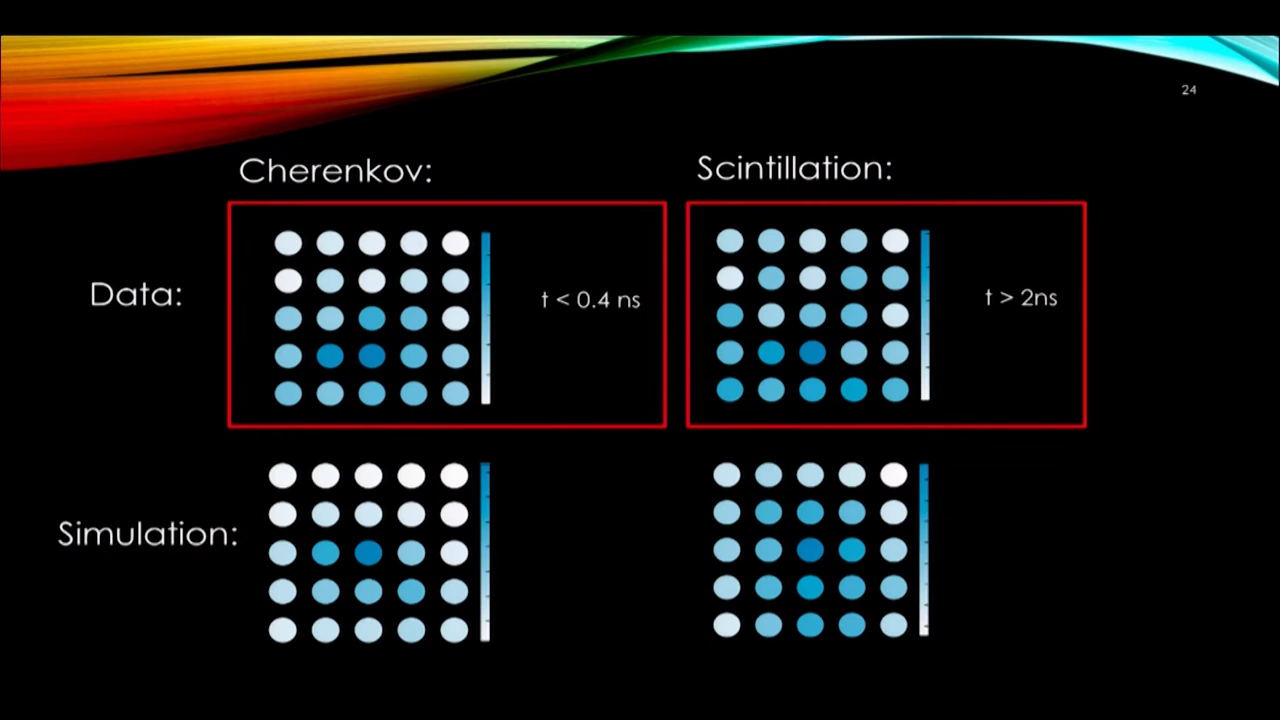 24
Cherenkov:
Scintillation:
Data:
t < 0.4 ns
t > 2ns
Simulation: